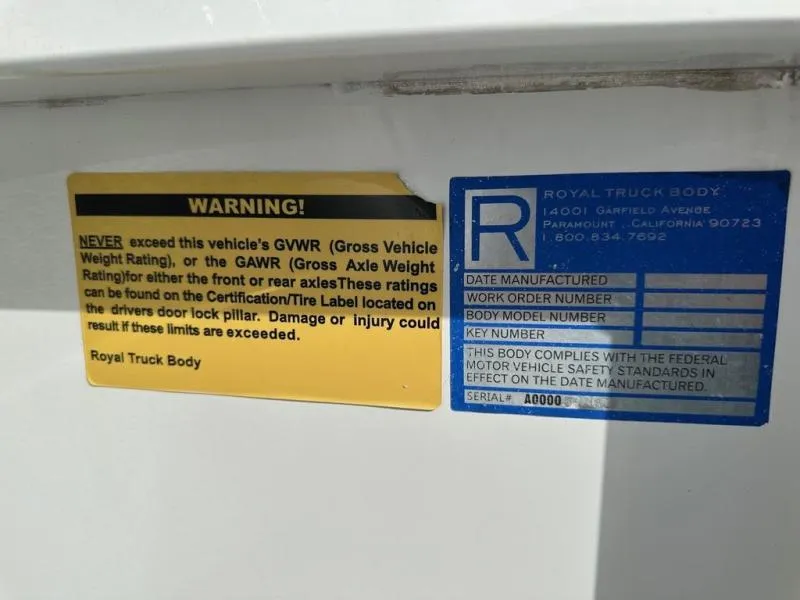 WARNING!
NEVER exceed this vehicle's GVWR (Gross Vehicle
Weight Rating), or the GAWR (Gross Axle Weight
Rating)for either the front or rear axlesThese ratings
can be found on the Certification/Tire Label located on
the drivers door lock pillar. Damage or injury could
result if these limits are exceeded.
Royal Truck Body
R
ROYAL TRUCK BODY
14001 GARFIELD AVENUE
PARAMOUNT, CALIFORNIA 90723
1.800.834.7692
DATE MANUFACTURED
WORK ORDER NUMBER
BODY MODEL NUMBER
KEY NUMBER
THIS BODY COMPLIES WITH THE FEDERAL
MOTOR VEHICLE SAFETY STANDARDS IN
EFFECT ON THE DATE MANUFACTURED.
SERIAL# A0000